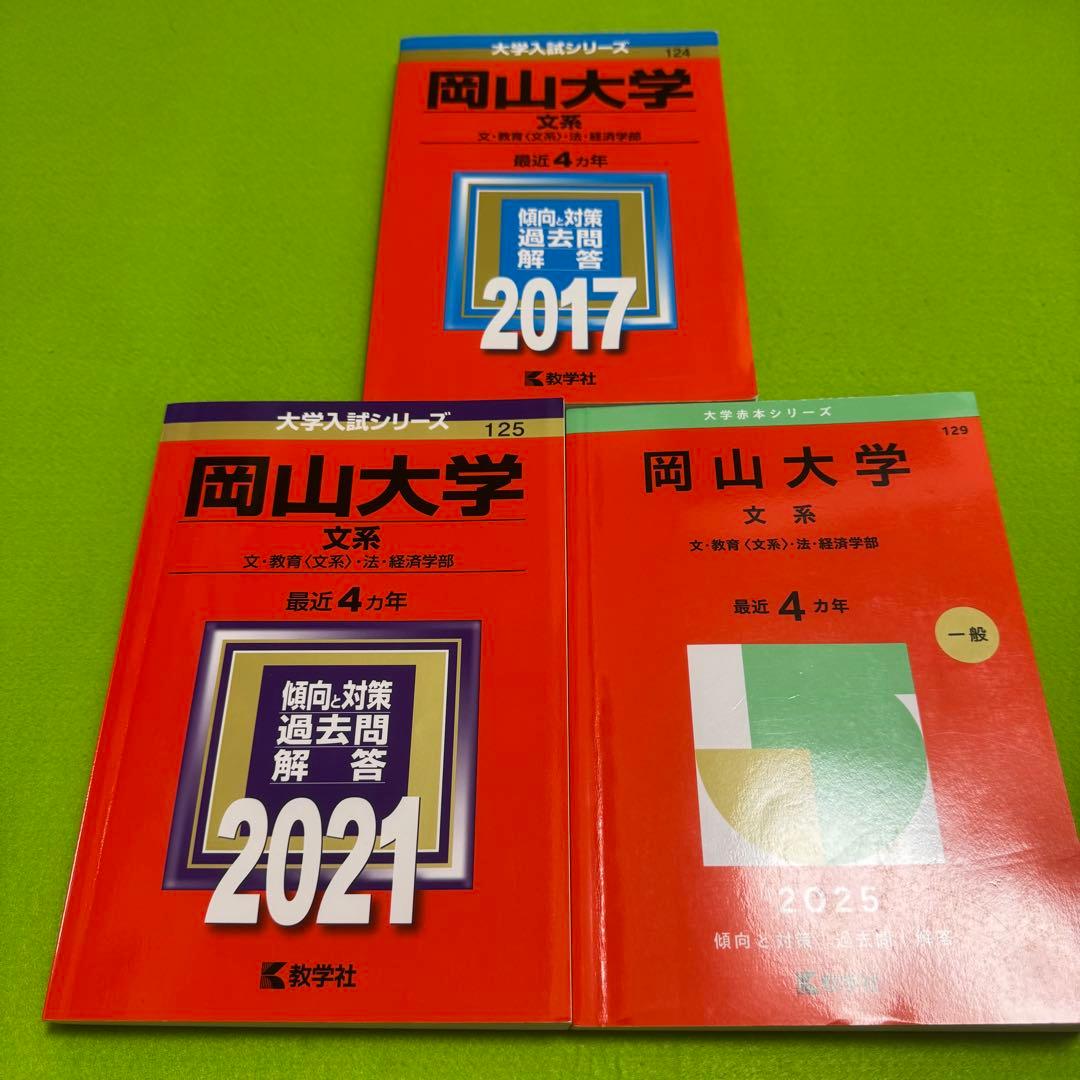 大学入試シリーズ
124
岡山大学
文系
文・教育〈文系〉・法・経済学部
最近4カ年
傾向と対策
過去問
解答
2017
教学社
大学入試シリーズ
125
岡山大学
文系
文・教育〈文系〉・法・経済学部
最近4カ年
傾向と対策
過去問
解答
2021
教学社
大学赤本シリーズ
129
岡山大学
文系
文・教育〈文系〉・法・経済学部
最近4カ年
一般
2025
傾向と対策|過去問|解答
教学社